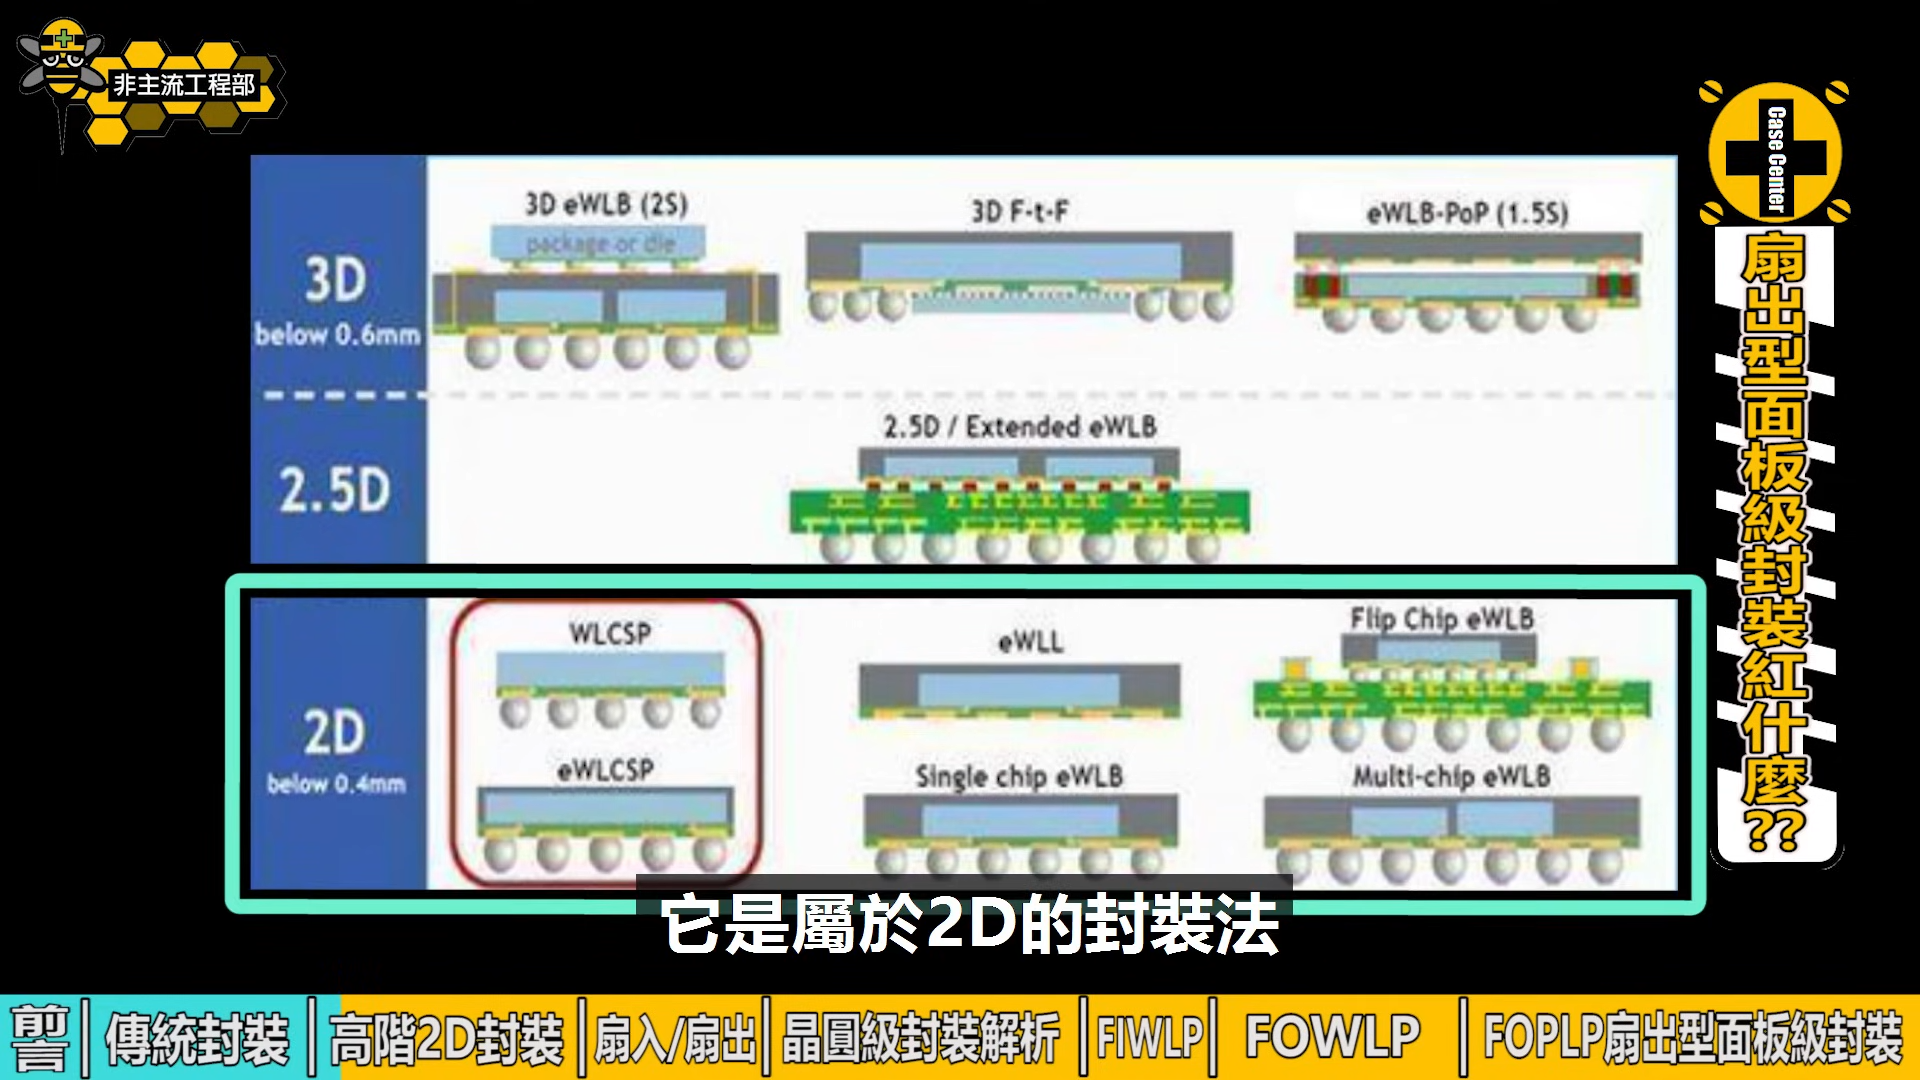 非主流工程部
Case Center
扇出型面板級封裝紅什麼??
3D
below 0.6mm
3D eWLB (2S)
package or die
3D F-t-F
eWLB-PoP (1.5S)
2.5D
2.5D / Extended eWLB
2D
below 0.4mm
WLCSP
eWLL
Flip Chip eWLB
eWLCSP
Single chip eWLB
Multi-chip eWLB
它是屬於2D的封裝法
前言
傳統封裝
高階2D封裝
扇入/扇出
晶圓級封裝解析
FIWLP
FOWLP
FOPLP扇出型面板級封裝